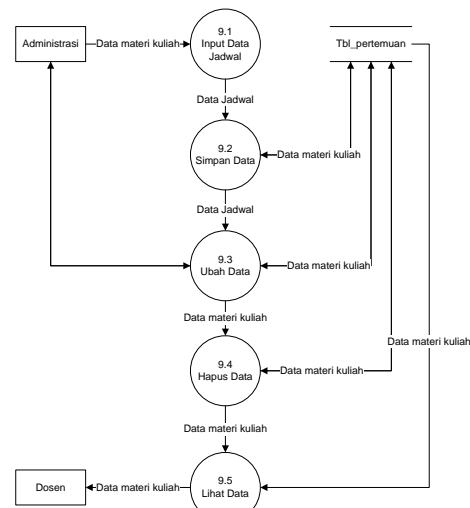 Administrasi
Data materi kuliah
9.1
Input Data
Jadwal
Tbl_pertemuan
Data Jadwal
9.2
Simpan Data
Data materi kuliah
Data Jadwal
9.3
Ubah Data
Data materi kuliah
Data materi kuliah
Data materi kuliah
9.4
Hapus Data
Data materi kuliah
Data materi kuliah
Dosen
Data materi kuliah
9.5
Lihat Data